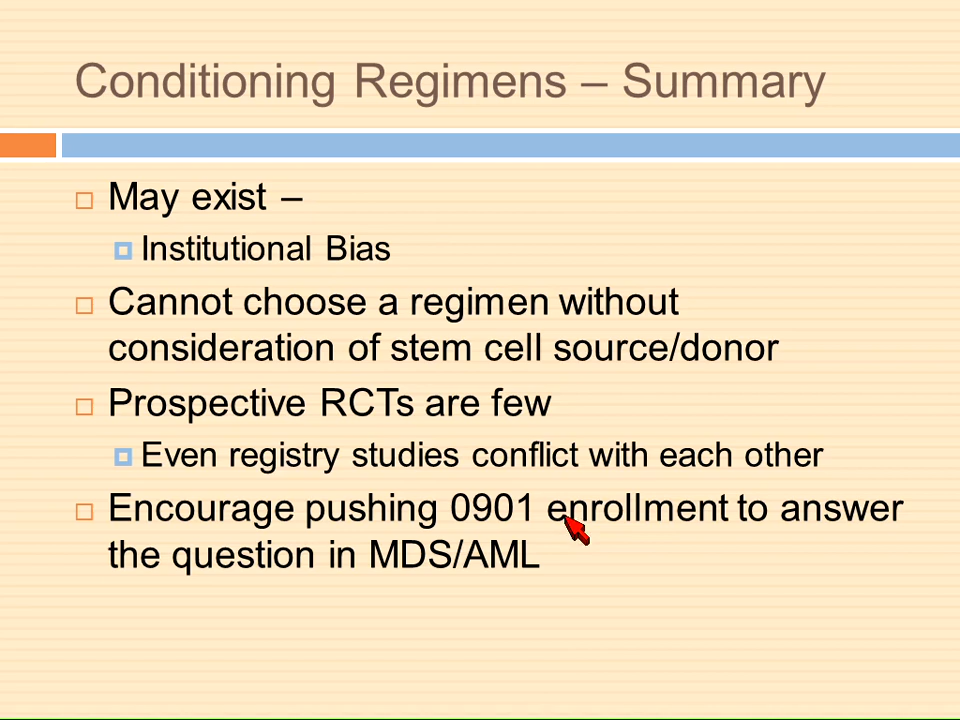 Conditioning Regimens – Summary
May exist –
Institutional Bias
Cannot choose a regimen without
consideration of stem cell source/donor
Prospective RCTs are few
Even registry studies conflict with each other
Encourage pushing 0901 enrollment to answer
the question in MDS/AML